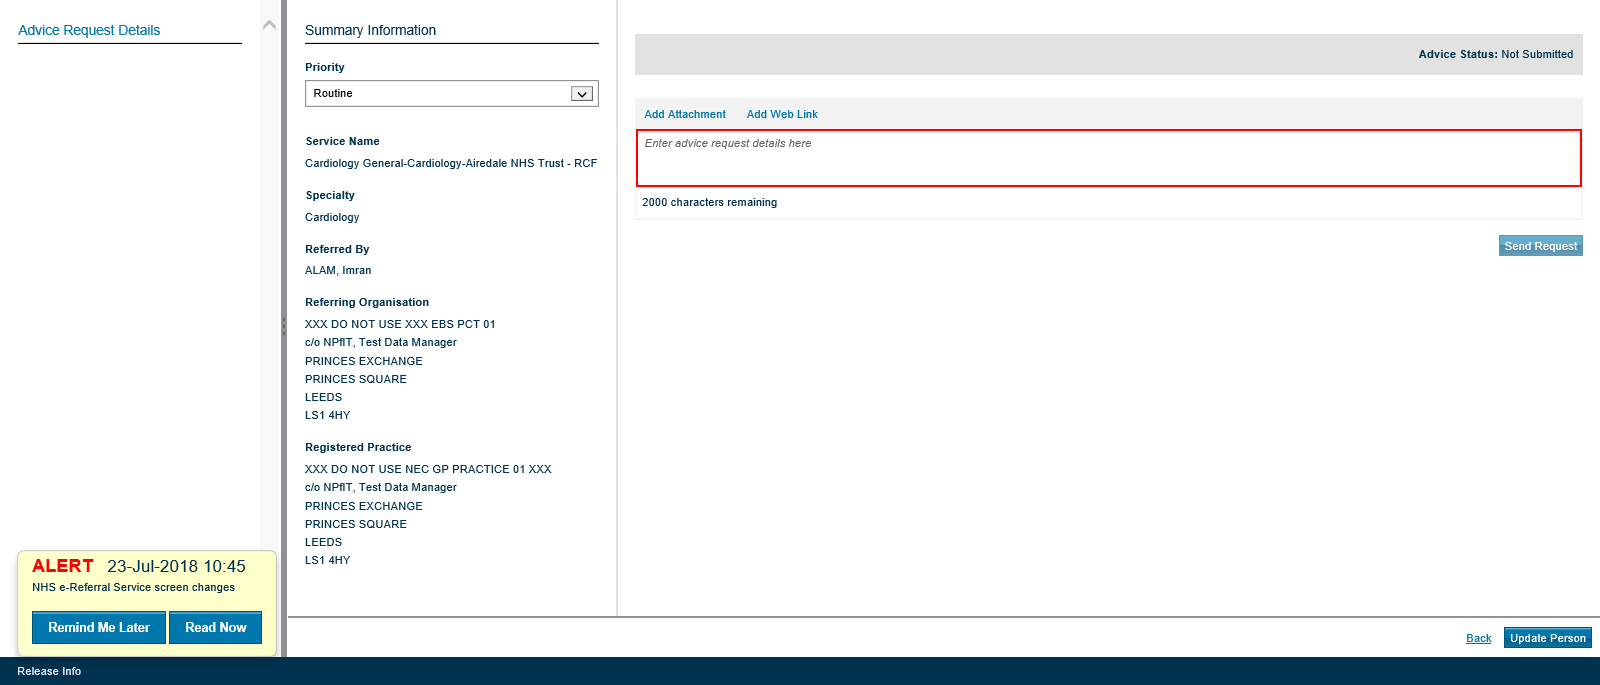 Advice Request Details
Summary Information
Priority
Routine
Service Name
Cardiology General-Cardiology-Airedale NHS Trust - RCF
Specialty
Cardiology
Referred By
ALAM, Imran
Referring Organisation
XXX DO NOT USE XXX EBS PCT 01
c/o NPfIT, Test Data Manager
PRINCES EXCHANGE
PRINCES SQUARE
LEEDS
LS1 4HY
Registered Practice
XXX DO NOT USE NEC GP PRACTICE 01 XXX
c/o NPfIT, Test Data Manager
PRINCES EXCHANGE
PRINCES SQUARE
LEEDS
LS1 4HY
Advice Status: Not Submitted
Add Attachment Add Web Link
Enter advice request details here
2000 characters remaining
Send Request
ALERT 23-Jul-2018 10:45
NHS e-Referral Service screen changes
Remind Me Later Read Now
Back Update Person
Release Info